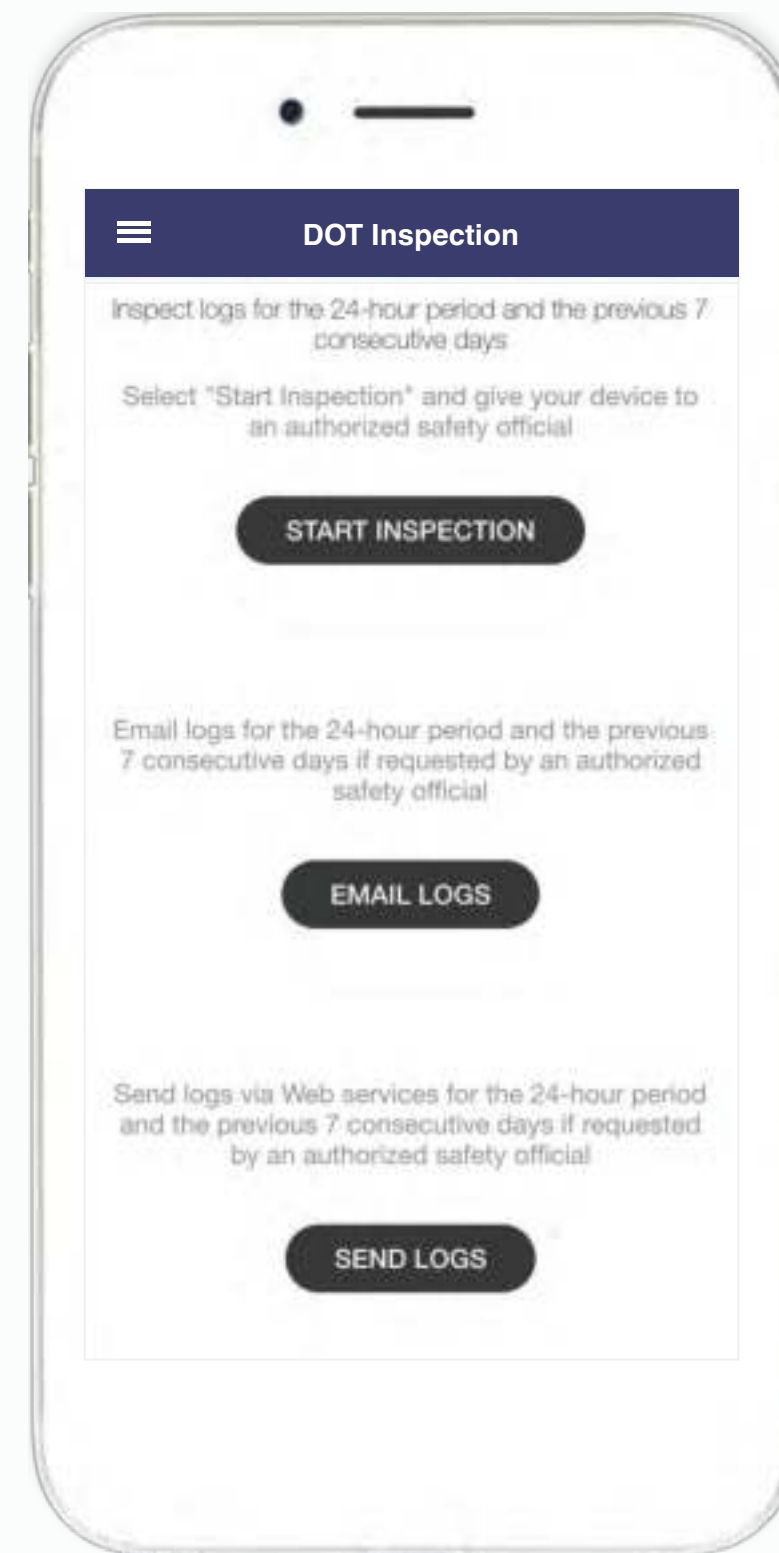 DOT Inspection
Inspect logs for the 24-hour period and the previous 7
consecutive days
Select "Start Inspection" and give your device to
an authorized safety official
START INSPECTION
Email logs for the 24-hour period and the previous
7 consecutive days if requested by an authorized
safety official
EMAIL LOGS
Send logs via Web services for the 24-hour period
and the previous 7 consecutive days if requested
by an authorized safety official
SEND LOGS